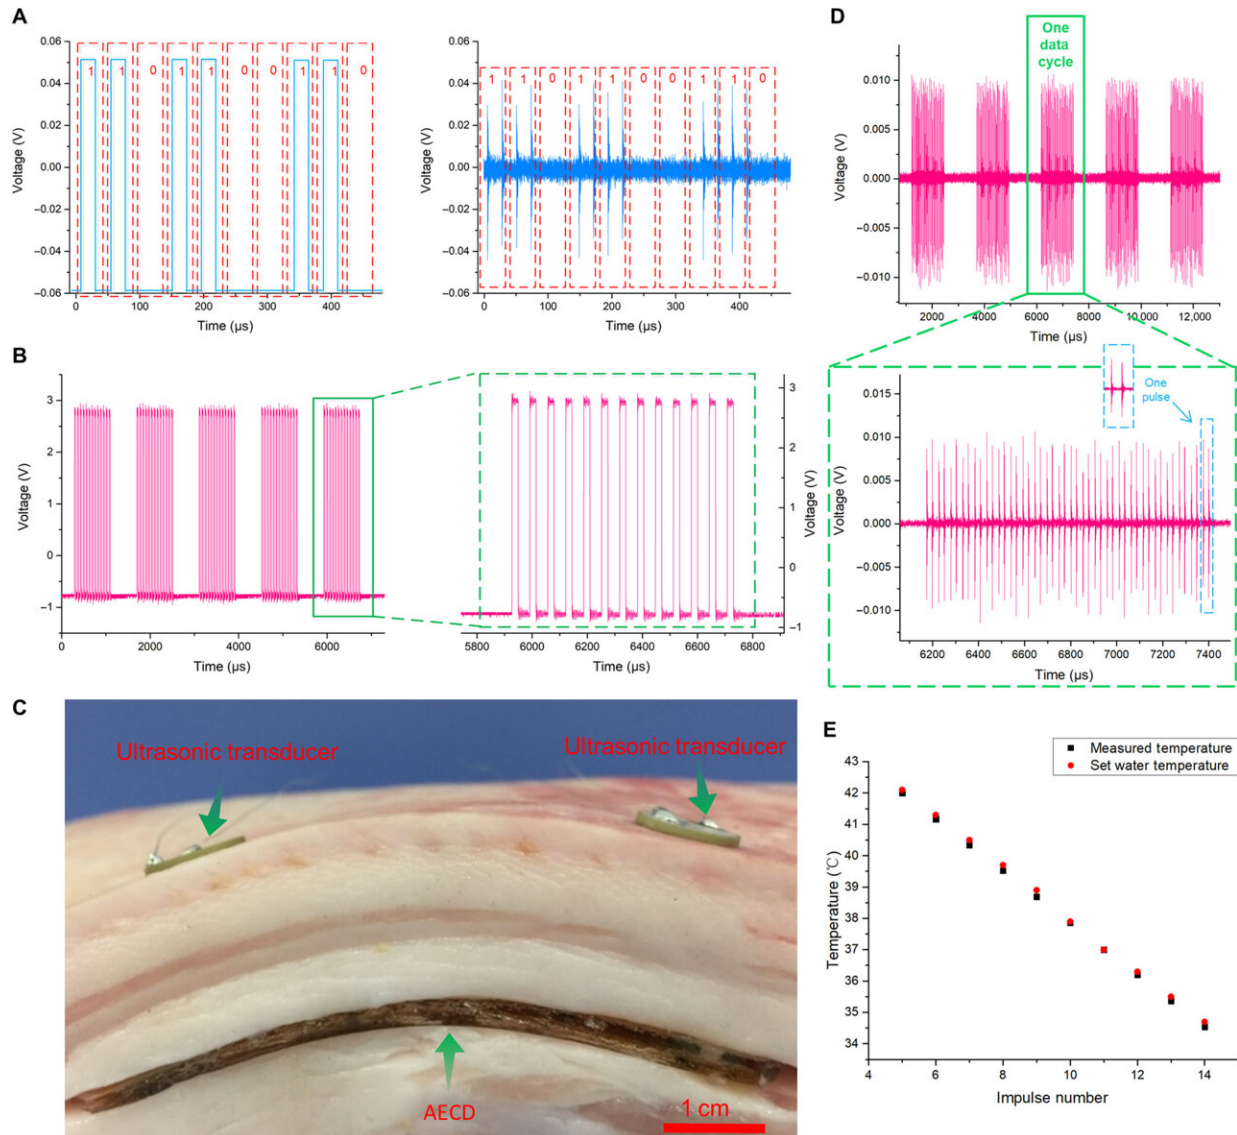 A
0.06
0.04
0.02
0.00
−0.02
−0.04
−0.06
Voltage (V)
1 1 0 1 1 0 0 1 1 0
0 100 200 300 400
Time (µs)
0.06
0.04
0.02
0.00
−0.02
−0.04
−0.06
Voltage (V)
1 1 0 1 1 0 0 1 1 0
0 100 200 300 400
Time (µs)
B
3
2
1
0
−1
Voltage (V)
0 2000 4000 6000
Time (µs)
3
2
1
0
−1
Voltage (V)
5800 6000 6200 6400 6600 6800
Time (µs)
C
Ultrasonic transducer
Ultrasonic transducer
AECD
1 cm
D
One
data
cycle
0.010
0.005
0.000
−0.005
−0.010
Voltage (V)
2000 4000 6000 8000 10,000 12,000
Time (µs)
One
pulse
0.015
0.010
0.005
0.000
−0.005
−0.010
Voltage (V)
6200 6400 6600 6800 7000 7200 7400
Time (µs)
E
Measured temperature
Set water temperature
43
42
41
40
39
38
37
36
35
34
Temperature (℃)
4 6 8 10 12 14
Impulse number